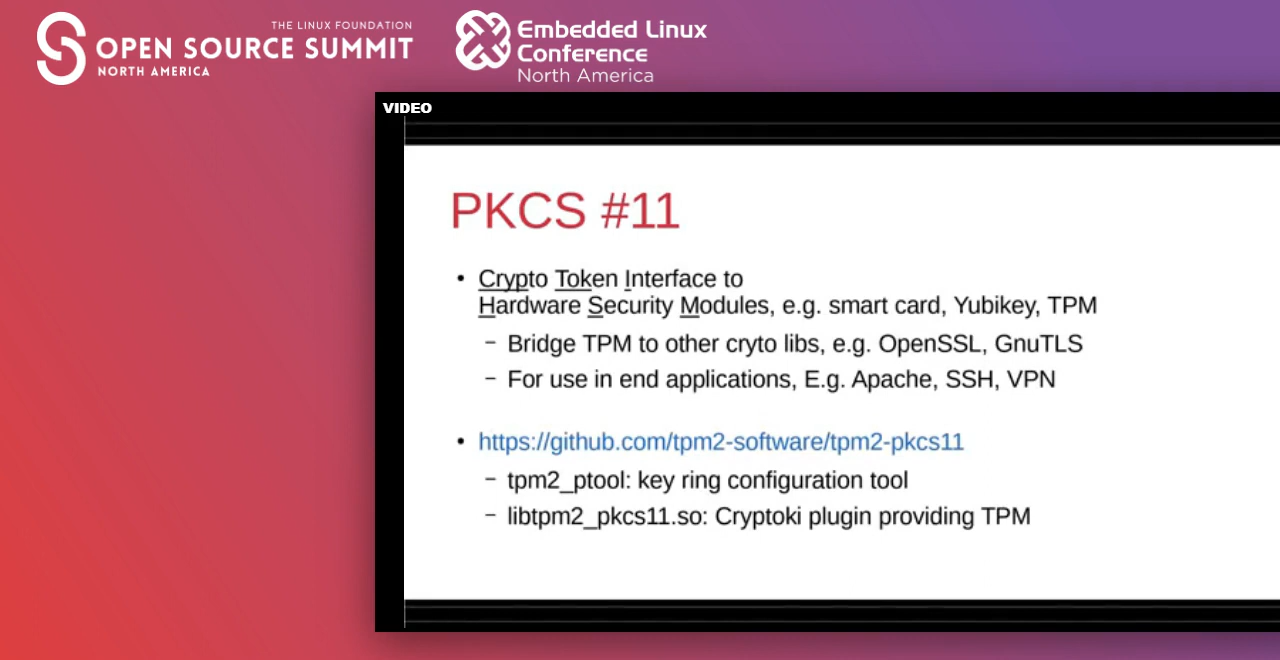 THE LINUX FOUNDATION
OPEN SOURCE SUMMIT
NORTH AMERICA
Embedded Linux
Conference
North America
VIDEO
PKCS #11
• Crypto Token Interface to
Hardware Security Modules, e.g. smart card, Yubikey, TPM
– Bridge TPM to other cryto libs, e.g. OpenSSL, GnuTLS
– For use in end applications, E.g. Apache, SSH, VPN
• https://github.com/tpm2-software/tpm2-pkcs11
– tpm2_ptool: key ring configuration tool
– libtpm2_pkcs11.so: Cryptoki plugin providing TPM